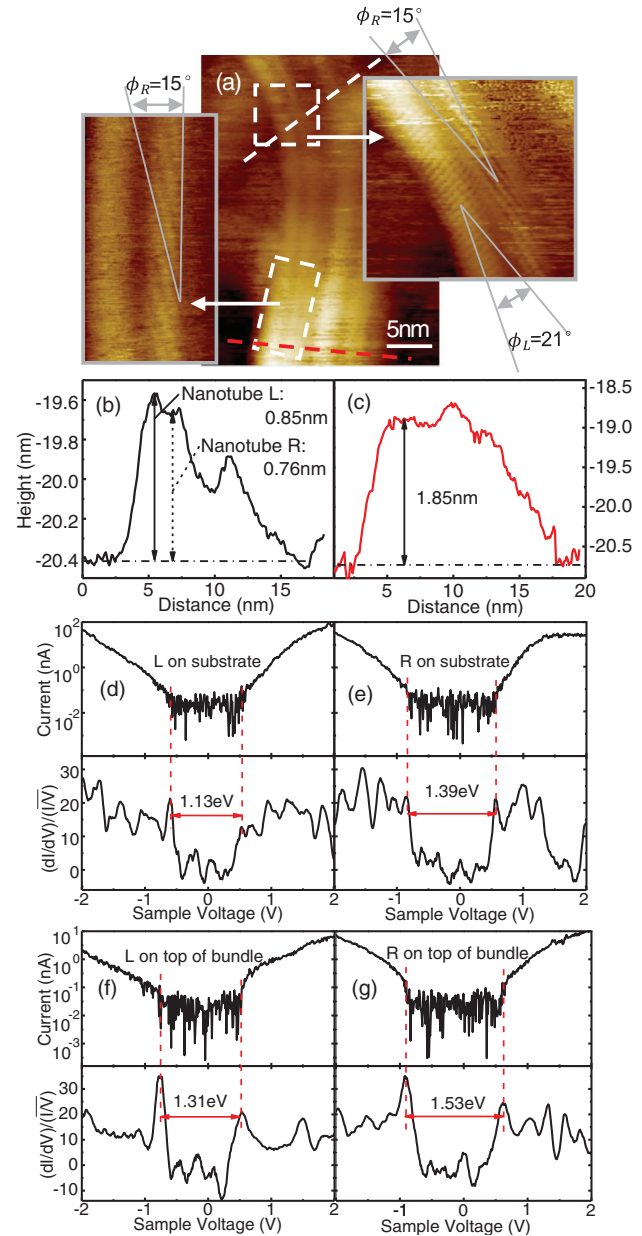 ϕR=15°
ϕR=15°
(a)
5nm
ϕL=21°
(b)
Nanotube L:
0.85nm
Nanotube R:
0.76nm
Height (nm)
-19.6
-19.8
-20.0
-20.2
-20.4
0 5 10 15
Distance (nm)
(c)
1.85nm
-18.5
-19.0
-19.5
-20.0
-20.5
5 10 15 20
Distance (nm)
L on substrate
(d)
Current (nA)
10²
10⁰
10²
1.13eV
(dI/dV)/(I/V)
30
20
10
0
-2 -1 0 1 2
Sample Voltage (V)
R on substrate
(e)
1.39eV
-1 0 1 2
Sample Voltage (V)
L on top of bundle
(f)
Current (nA)
10¹
10⁰
10⁻¹
10⁻²
10⁻³
1.31eV
(dI/dV)/(I/V)
30
20
10
0
-10
-2 -1 0 1 2
Sample Voltage (V)
R on top of bundle
(g)
1.53eV
-1 0 1 2
Sample Voltage (V)